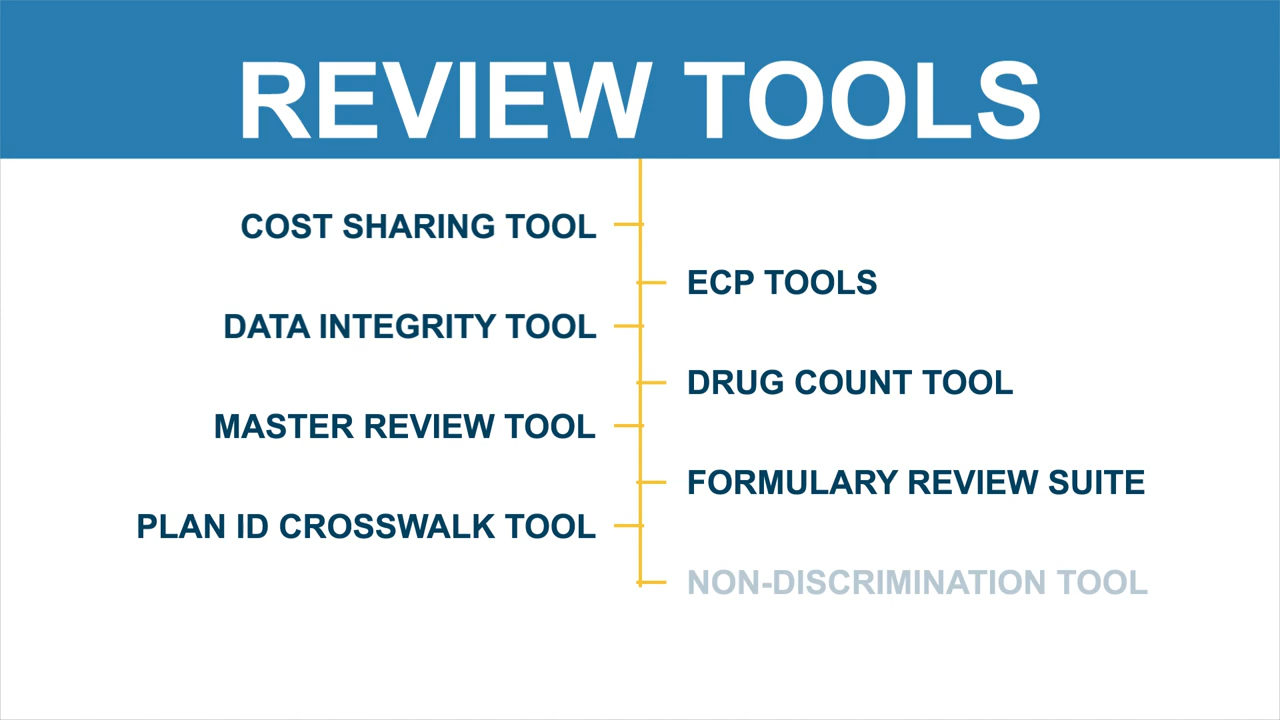 REVIEW TOOLS
COST SHARING TOOL
ECP TOOLS
DATA INTEGRITY TOOL
DRUG COUNT TOOL
MASTER REVIEW TOOL
FORMULARY REVIEW SUITE
PLAN ID CROSSWALK TOOL
NON-DISCRIMINATION TOOL